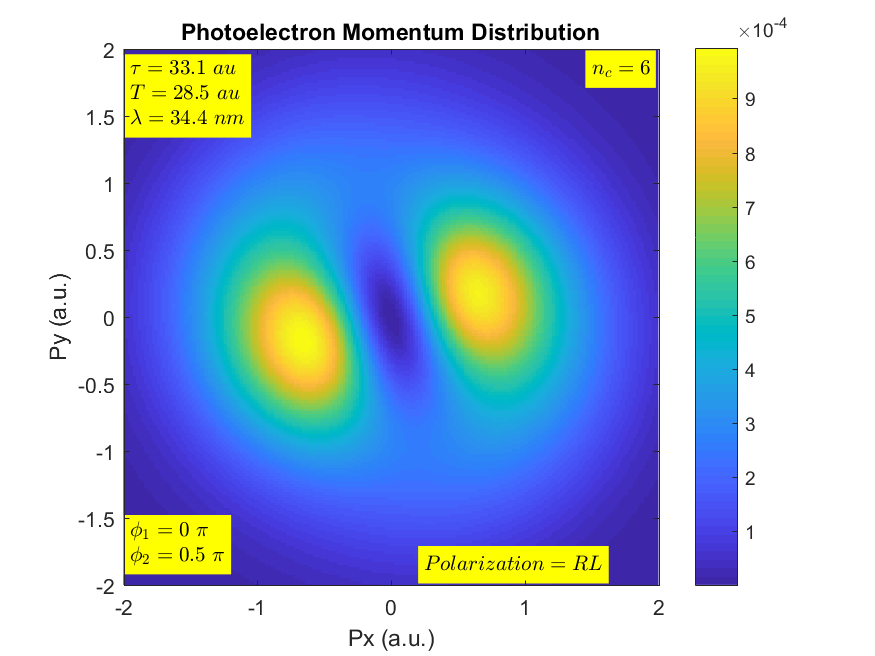 Photoelectron Momentum Distribution
×10⁻⁴
τ = 33.1 au
T = 28.5 au
λ = 34.4 nm
n_c = 6
2
1.5
1
0.5
0
-0.5
-1
-1.5
-2
Py (a.u.)
ϕ₁ = 0 π
ϕ₂ = 0.5 π
Polarization = RL
-2
-1
0
1
2
Px (a.u.)
9
8
7
6
5
4
3
2
1